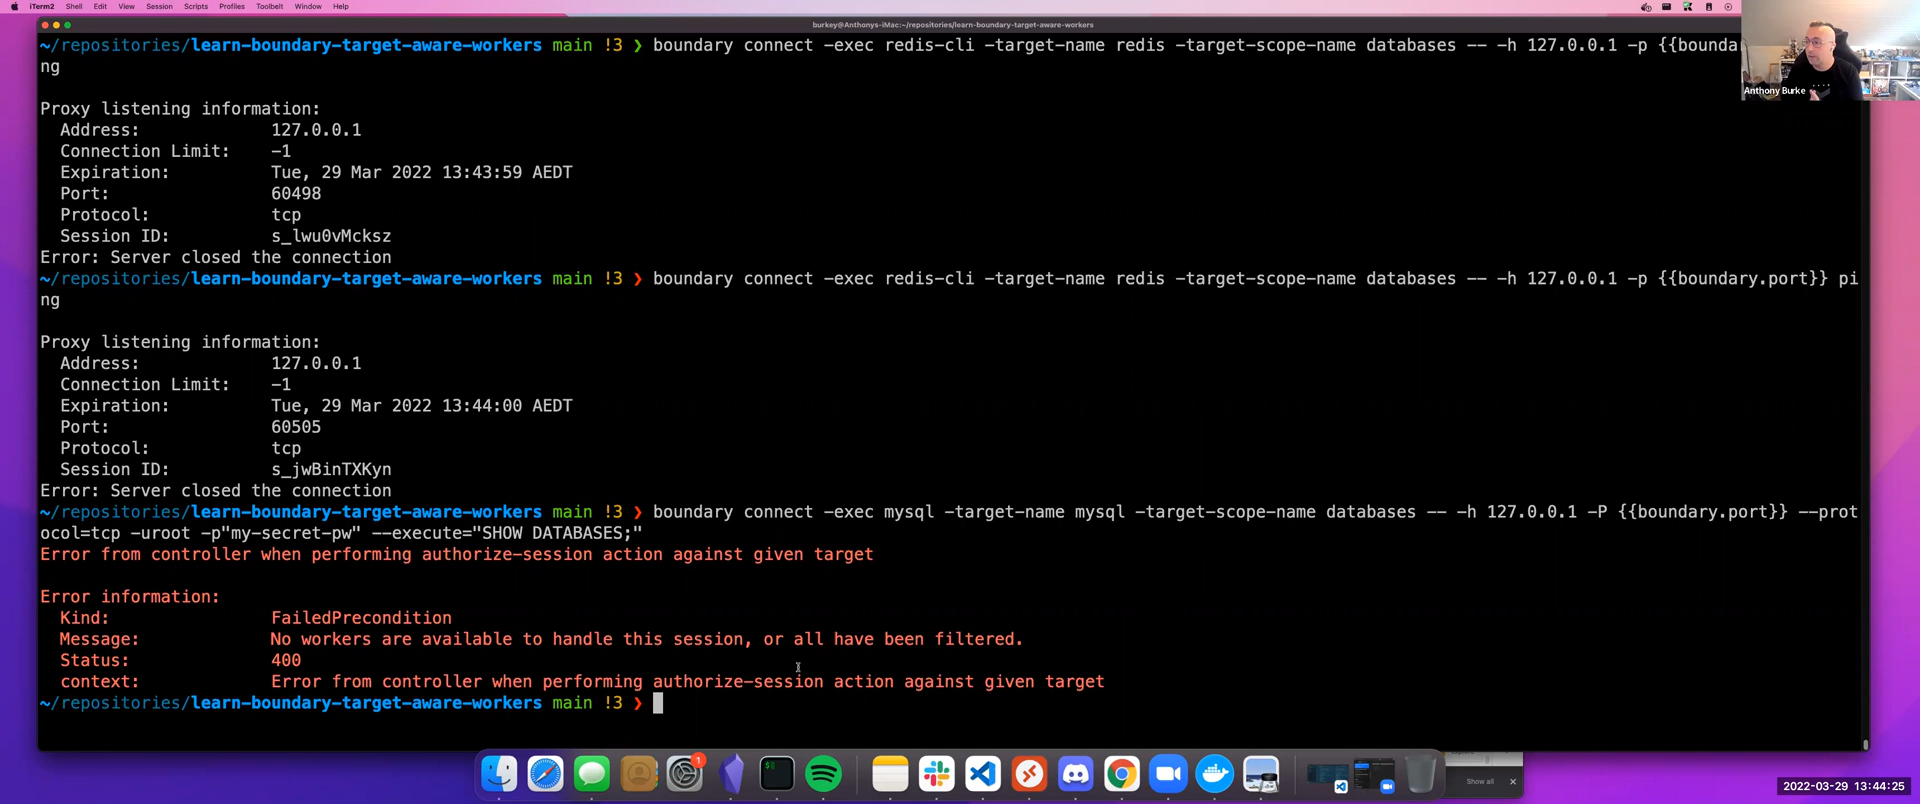 iTerm2 Shell Edit View Session Scripts Profiles Toolbelt Window Help
burkey@Anthonys-iMac:~/repositories/learn-boundary-target-aware-workers
~/repositories/learn-boundary-target-aware-workers main !3 ❯ boundary connect -exec redis-cli -target-name redis -target-scope-name databases -- -h 127.0.0.1 -p {{bounda
ng
Anthony Burke
Proxy listening information:
Address: 127.0.0.1
Connection Limit: -1
Expiration: Tue, 29 Mar 2022 13:43:59 AEDT
Port: 60498
Protocol: tcp
Session ID: s_lwu0vMcksz
Error: Server closed the connection
~/repositories/learn-boundary-target-aware-workers main !3 ❯ boundary connect -exec redis-cli -target-name redis -target-scope-name databases -- -h 127.0.0.1 -p {{boundary.port}} pi
ng
Proxy listening information:
Address: 127.0.0.1
Connection Limit: -1
Expiration: Tue, 29 Mar 2022 13:44:00 AEDT
Port: 60505
Protocol: tcp
Session ID: s_jwBinTXKyn
Error: Server closed the connection
~/repositories/learn-boundary-target-aware-workers main !3 ❯ boundary connect -exec mysql -target-name mysql -target-scope-name databases -- -h 127.0.0.1 -P {{boundary.port}} --prot
ocol=tcp -uroot -p"my-secret-pw" --execute="SHOW DATABASES;"
Error from controller when performing authorize-session action against given target
Error information:
Kind: FailedPrecondition
Message: No workers are available to handle this session, or all have been filtered.
Status: 400
context: Error from controller when performing authorize-session action against given target
~/repositories/learn-boundary-target-aware-workers main !3 ❯
1
Show all
2022-03-29 13:44:25